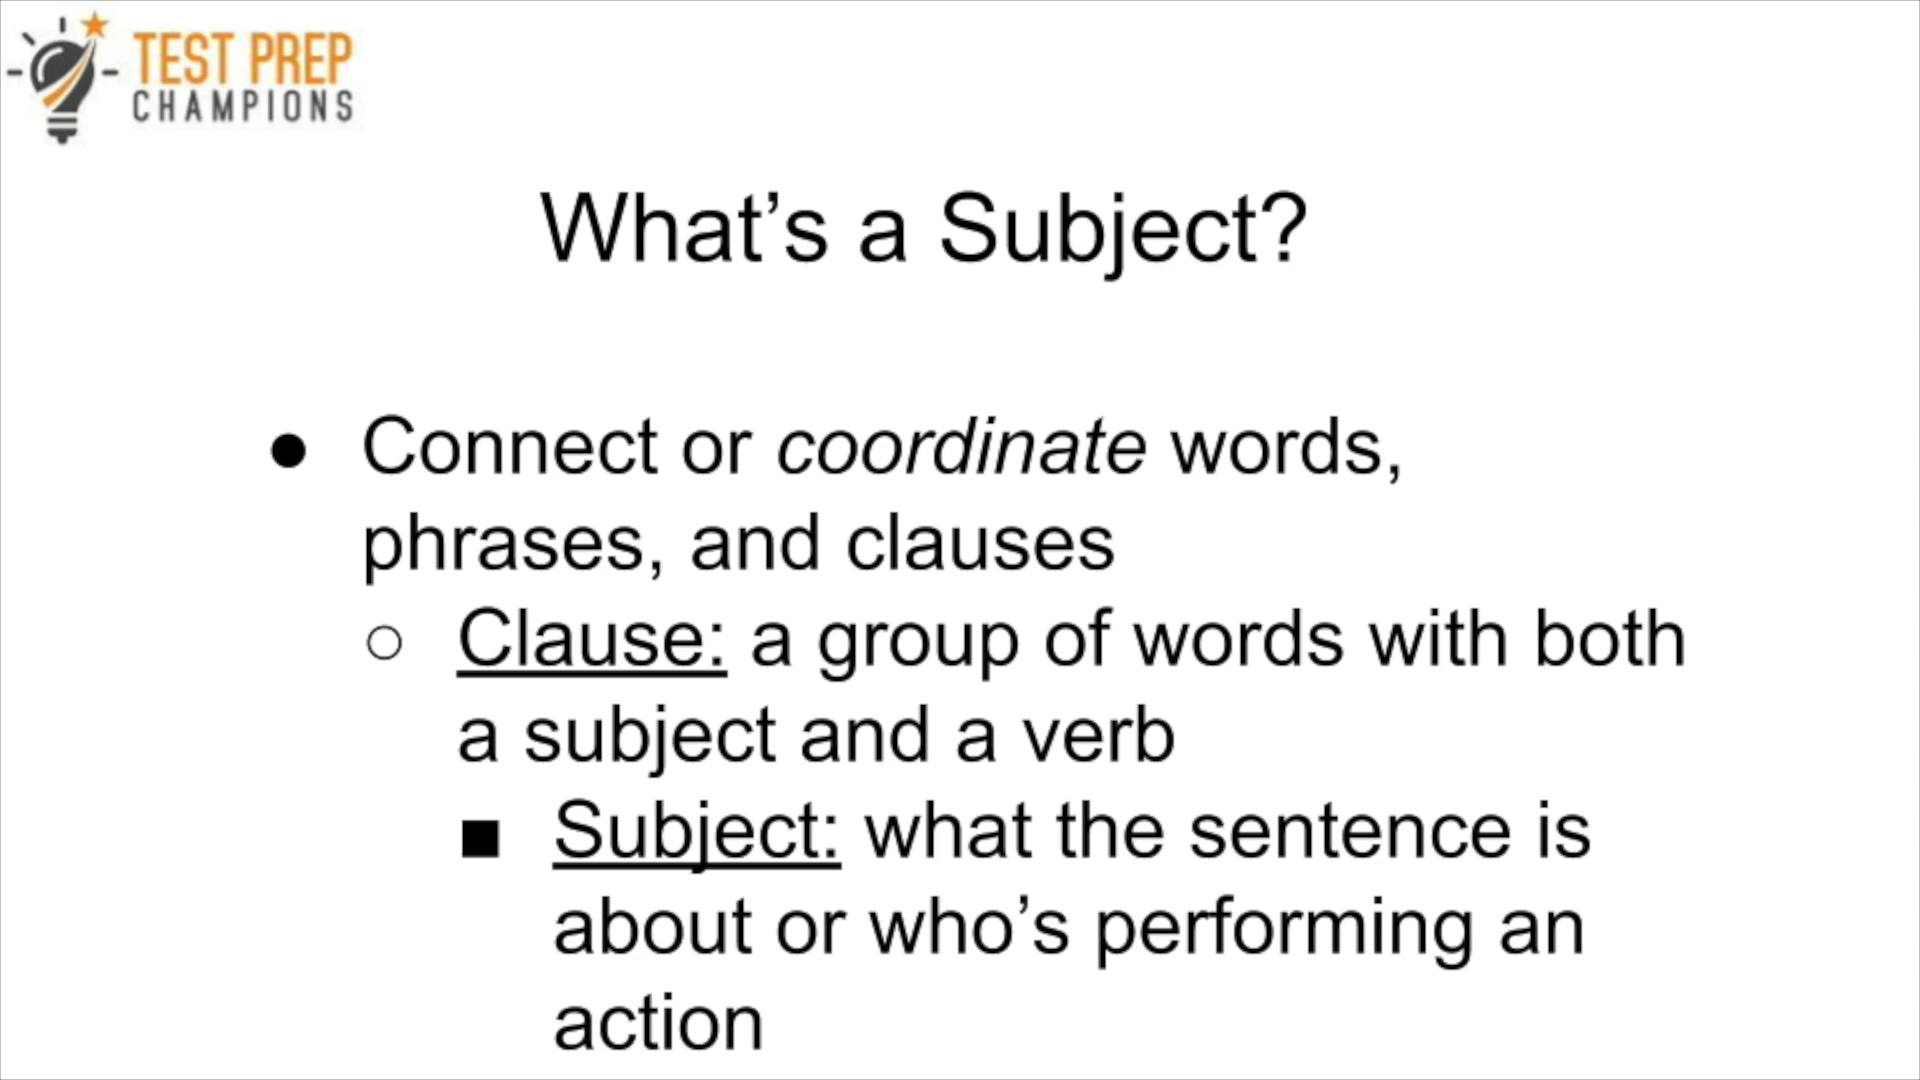 TEST PREP
CHAMPIONS
What’s a Subject?
● Connect or coordinate words,
phrases, and clauses
○ Clause: a group of words with both
a subject and a verb
■ Subject: what the sentence is
about or who’s performing an
action